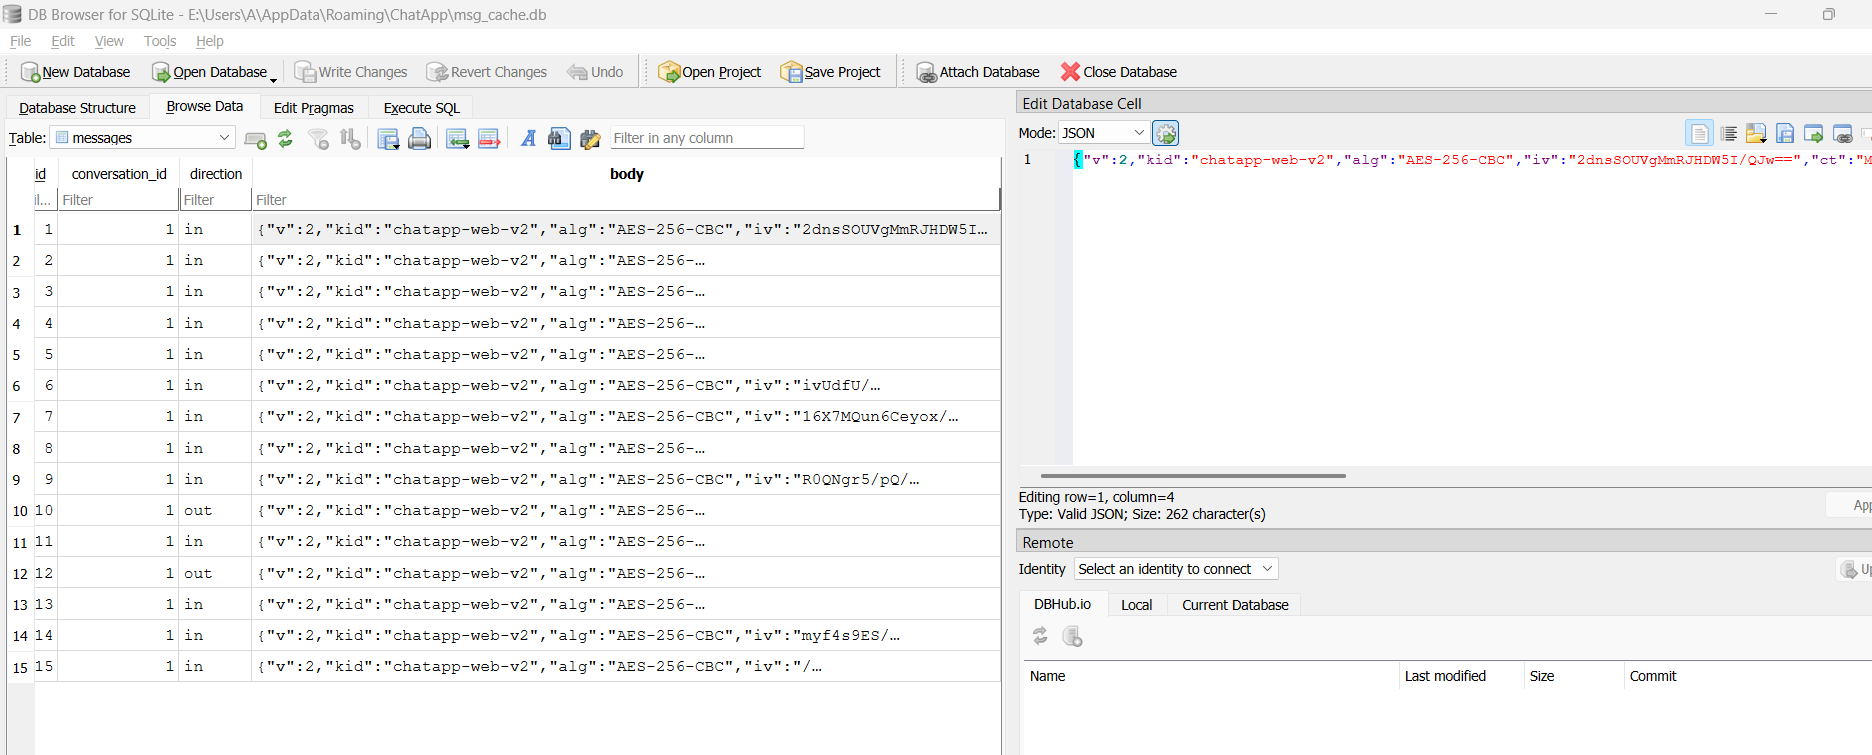 DB Browser for SQLite - E:\Users\A\AppData\Roaming\ChatApp\msg_cache.db
File Edit View Tools Help
New Database Open Database Write Changes Revert Changes Undo Open Project Save Project Attach Database Close Database
Database Structure Browse Data Edit Pragmas Execute SQL
Table: messages Filter in any column
id conversation_id direction body
Filter Filter Filter
1 1 1 in {"v":2,"kid":"chatapp-web-v2","alg":"AES-256-CBC","iv":"2dnsSOUVgMmRJHDW5I…
2 2 1 in {"v":2,"kid":"chatapp-web-v2","alg":"AES-256-…
3 3 1 in {"v":2,"kid":"chatapp-web-v2","alg":"AES-256-…
4 4 1 in {"v":2,"kid":"chatapp-web-v2","alg":"AES-256-…
5 5 1 in {"v":2,"kid":"chatapp-web-v2","alg":"AES-256-…
6 6 1 in {"v":2,"kid":"chatapp-web-v2","alg":"AES-256-CBC","iv":"ivUdfU/…
7 7 1 in {"v":2,"kid":"chatapp-web-v2","alg":"AES-256-CBC","iv":"16X7MQun6Ceyox/…
8 8 1 in {"v":2,"kid":"chatapp-web-v2","alg":"AES-256-…
9 9 1 in {"v":2,"kid":"chatapp-web-v2","alg":"AES-256-CBC","iv":"R0QNgr5/pQ/…
10 10 1 out {"v":2,"kid":"chatapp-web-v2","alg":"AES-256-…
11 11 1 in {"v":2,"kid":"chatapp-web-v2","alg":"AES-256-…
12 12 1 out {"v":2,"kid":"chatapp-web-v2","alg":"AES-256-…
13 13 1 in {"v":2,"kid":"chatapp-web-v2","alg":"AES-256-…
14 14 1 in {"v":2,"kid":"chatapp-web-v2","alg":"AES-256-CBC","iv":"myf4s9ES/…
15 15 1 in {"v":2,"kid":"chatapp-web-v2","alg":"AES-256-CBC","iv":"/…
Edit Database Cell
Mode: JSON
1 {"v":2,"kid":"chatapp-web-v2","alg":"AES-256-CBC","iv":"2dnsSOUVgMmRJHDW5I/QJw==","ct":"M
Editing row=1, column=4
Type: Valid JSON; Size: 262 character(s)
App
Remote
Identity Select an identity to connect Up
DBHub.io Local Current Database
Name Last modified Size Commit